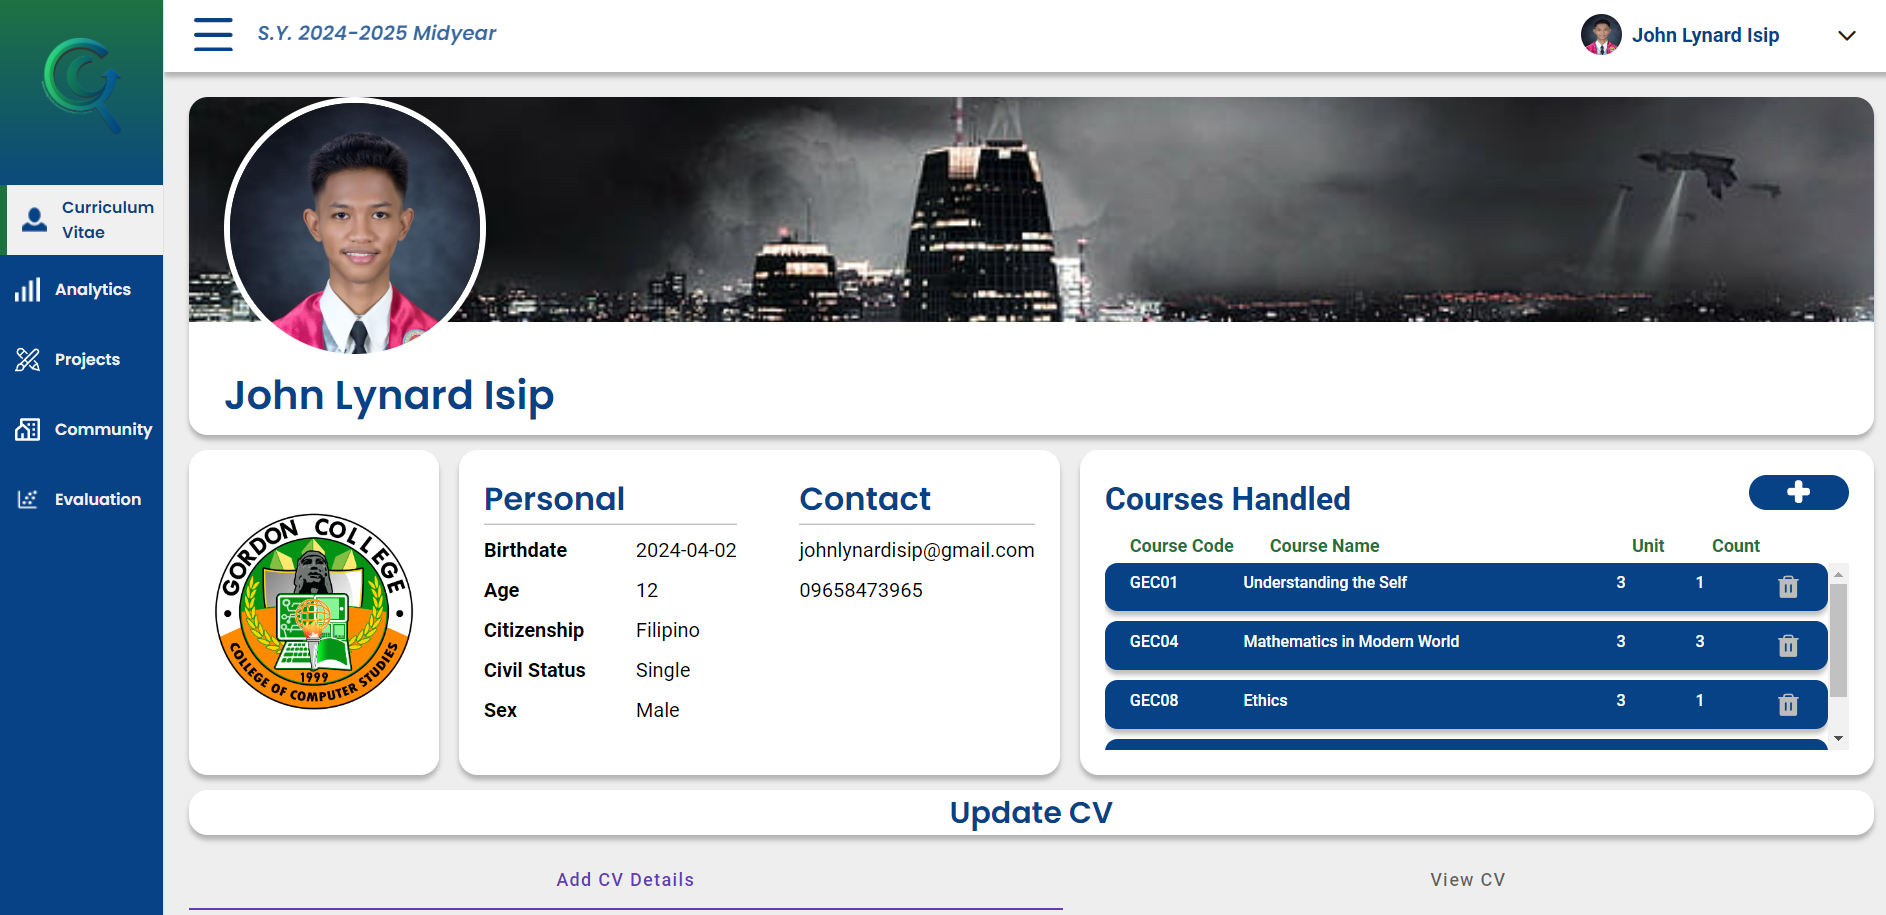 S.Y. 2024-2025 Midyear
John Lynard Isip
Curriculum
Vitae
Analytics
Projects
Community
Evaluation
John Lynard Isip
GORDON COLLEGE
1999
COLLEGE OF COMPUTER STUDIES
Personal
Birthdate 2024-04-02
Age 12
Citizenship Filipino
Civil Status Single
Sex Male
Contact
johnlynardisip@gmail.com
09658473965
Courses Handled
Course Code Course Name Unit Count
GEC01 Understanding the Self 3 1
GEC04 Mathematics in Modern World 3 3
GEC08 Ethics 3 1
Update CV
Add CV Details
View CV